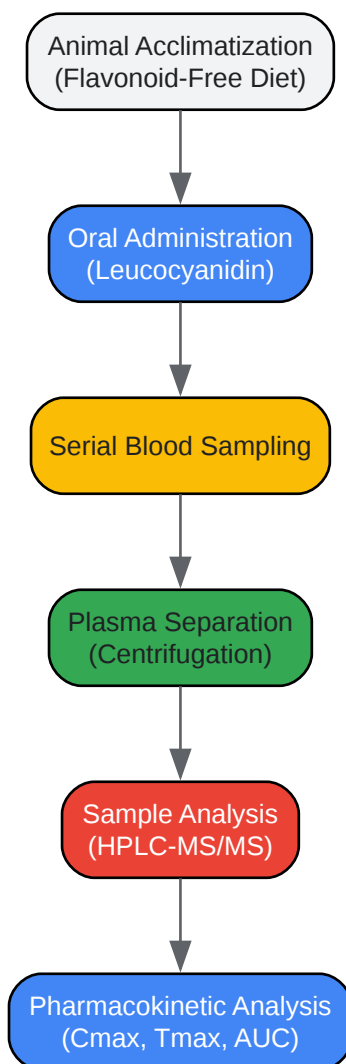 Animal Acclimatization
(Flavonoid-Free Diet)
Oral Administration
(Leucocyanidin)
Serial Blood Sampling
Plasma Separation
(Centrifugation)
Sample Analysis
(HPLC-MS/MS)
Pharmacokinetic Analysis
(Cmax, Tmax, AUC)